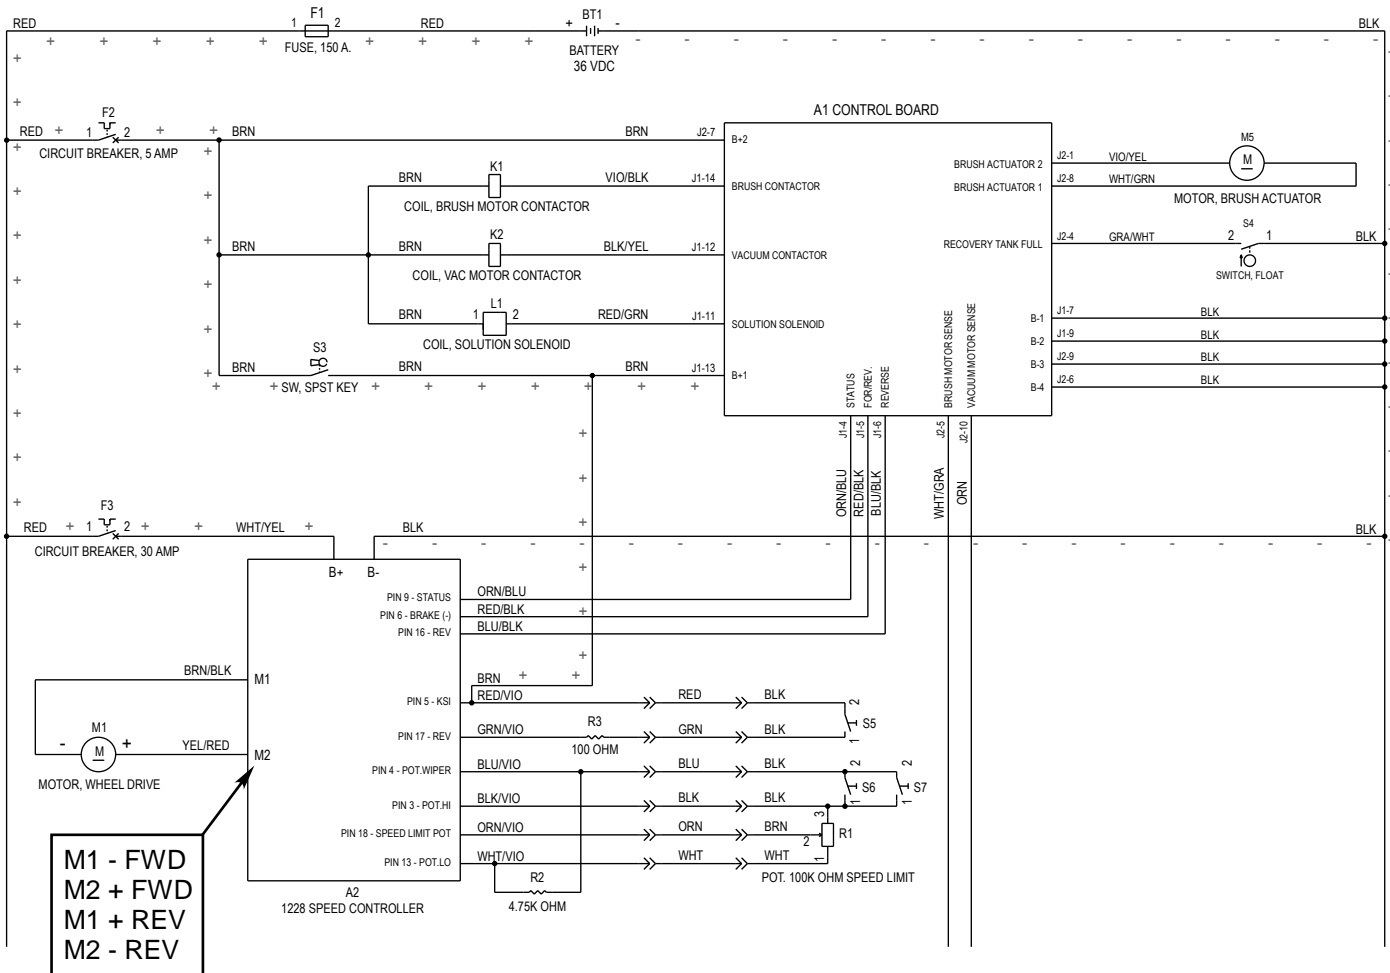 RED 1 F1 2 RED + BT1 - BLK
FUSE, 150 A.
BATTERY
36 VDC
A1 CONTROL BOARD
RED 1 F2 2 BRN BRN J2-7 B+2
CIRCUIT BREAKER, 5 AMP
BRUSH ACTUATOR 2 J2-1 VIO/YEL M5 M
BRN K1 VIO/BLK J1-14 BRUSH CONTACTOR
BRUSH ACTUATOR 1 J2-8 WHT/GRN
COIL, BRUSH MOTOR CONTACTOR
MOTOR, BRUSH ACTUATOR
BRN BRN K2 BLK/YEL J1-12 VACUUM CONTACTOR
RECOVERY TANK FULL J2-4 GRA/WHT 2 S4 1 BLK
COIL, VAC MOTOR CONTACTOR
SWITCH, FLOAT
BRN 1 L1 2 RED/GRN J1-11 SOLUTION SOLENOID
COIL, SOLUTION SOLENOID
B-1 J1-7 BLK
B-2 J1-9 BLK
B-3 J2-9 BLK
B-4 J2-6 BLK
BRN S3 BRN BRN J1-13 B+1
SW, SPST KEY
STATUS
FOR/REV.
REVERSE
BRUSH MOTOR SENSE
VACUUM MOTOR SENSE
J1-4
J1-5
J1-6
J2-5
J2-10
ORN/BLU
RED/BLK
BLU/BLK
WHT/GRA
ORN
RED 1 F3 2 WHT/YEL BLK BLK
CIRCUIT BREAKER, 30 AMP
B+ B-
PIN 9 - STATUS ORN/BLU
PIN 6 - BRAKE (-) RED/BLK
PIN 16 - REV BLU/BLK
BRN/BLK M1
BRN
PIN 5 - KSI RED/VIO RED BLK 2
S5
PIN 17 - REV GRN/VIO R3 GRN BLK 1
100 OHM
M1
- M + YEL/RED M2
MOTOR, WHEEL DRIVE
PIN 4 - POT.WIPER BLU/VIO BLU BLK 2 2
S6 S7
PIN 3 - POT.HI BLK/VIO BLK BLK 1 1
3
PIN 18 - SPEED LIMIT POT ORN/VIO ORN BRN 2 R1
PIN 13 - POT.LO WHT/VIO WHT WHT 1
R2
4.75K OHM
POT. 100K OHM SPEED LIMIT
A2
1228 SPEED CONTROLLER
M1 - FWD
M2 + FWD
M1 + REV
M2 - REV